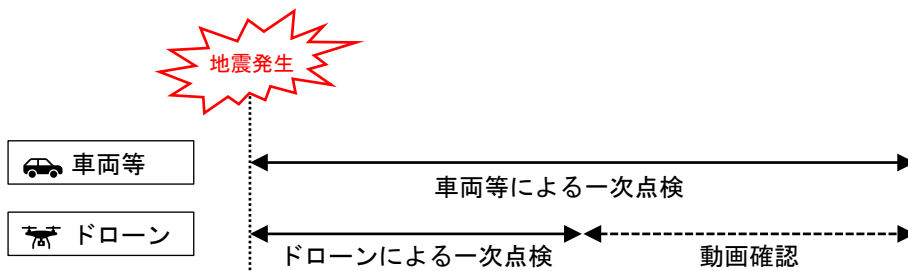 地震発生
車両等
車両等による一次点検
ドローン
ドローンによる一次点検
動画確認